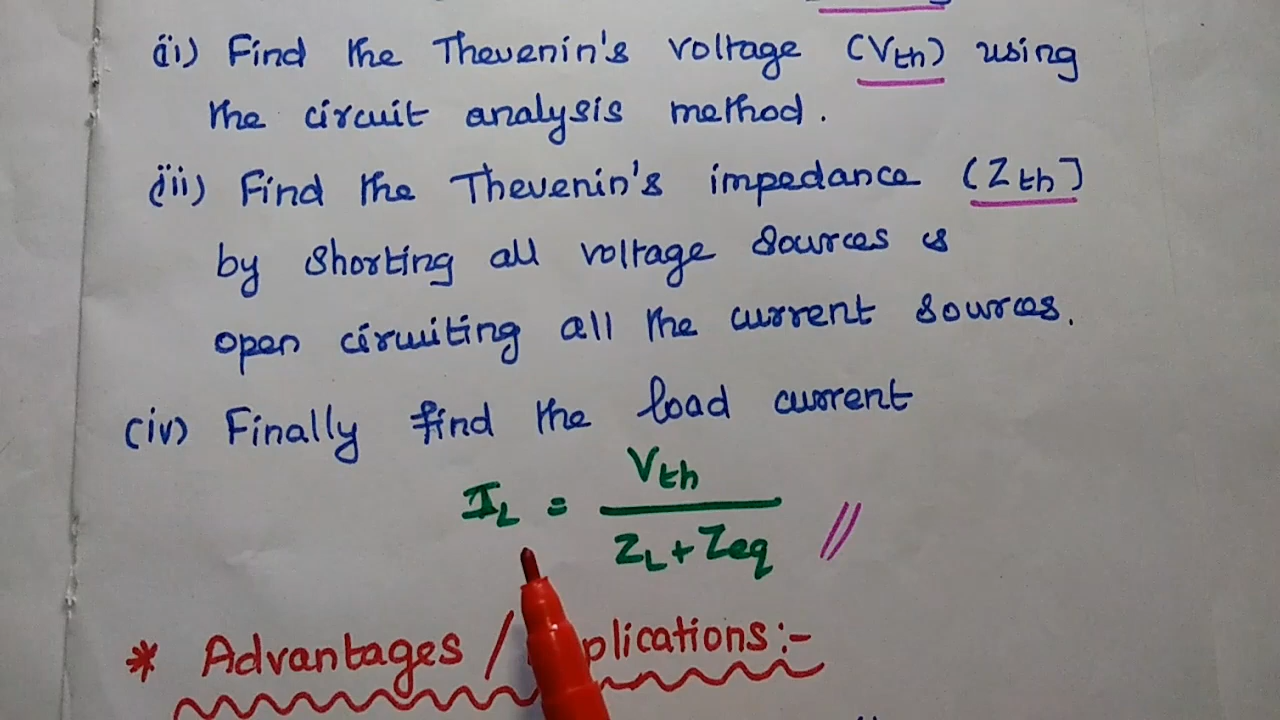 (ii) Find the Thevenin's voltage (Vth) using
the circuit analysis method.
(iii) Find the Thevenin's impedance (Zth)
by shorting all voltage sources &
open circuiting all the current sources.
(iv) Finally find the load current
IL = Vth / ZL + Zeq //
* Advantages / plications:-